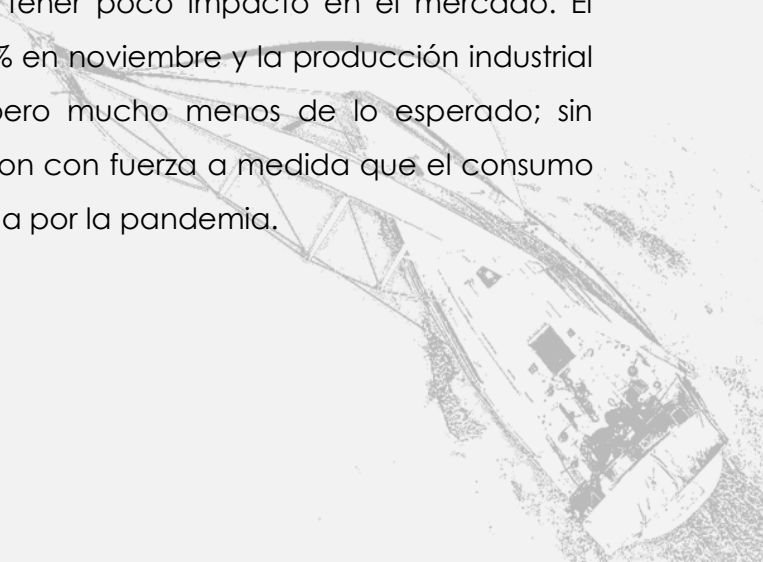 tener poco impacto en el mercado. El
% en noviembre y la producción industrial
pero mucho menos de lo esperado; sin
on con fuerza a medida que el consumo
a por la pandemia.